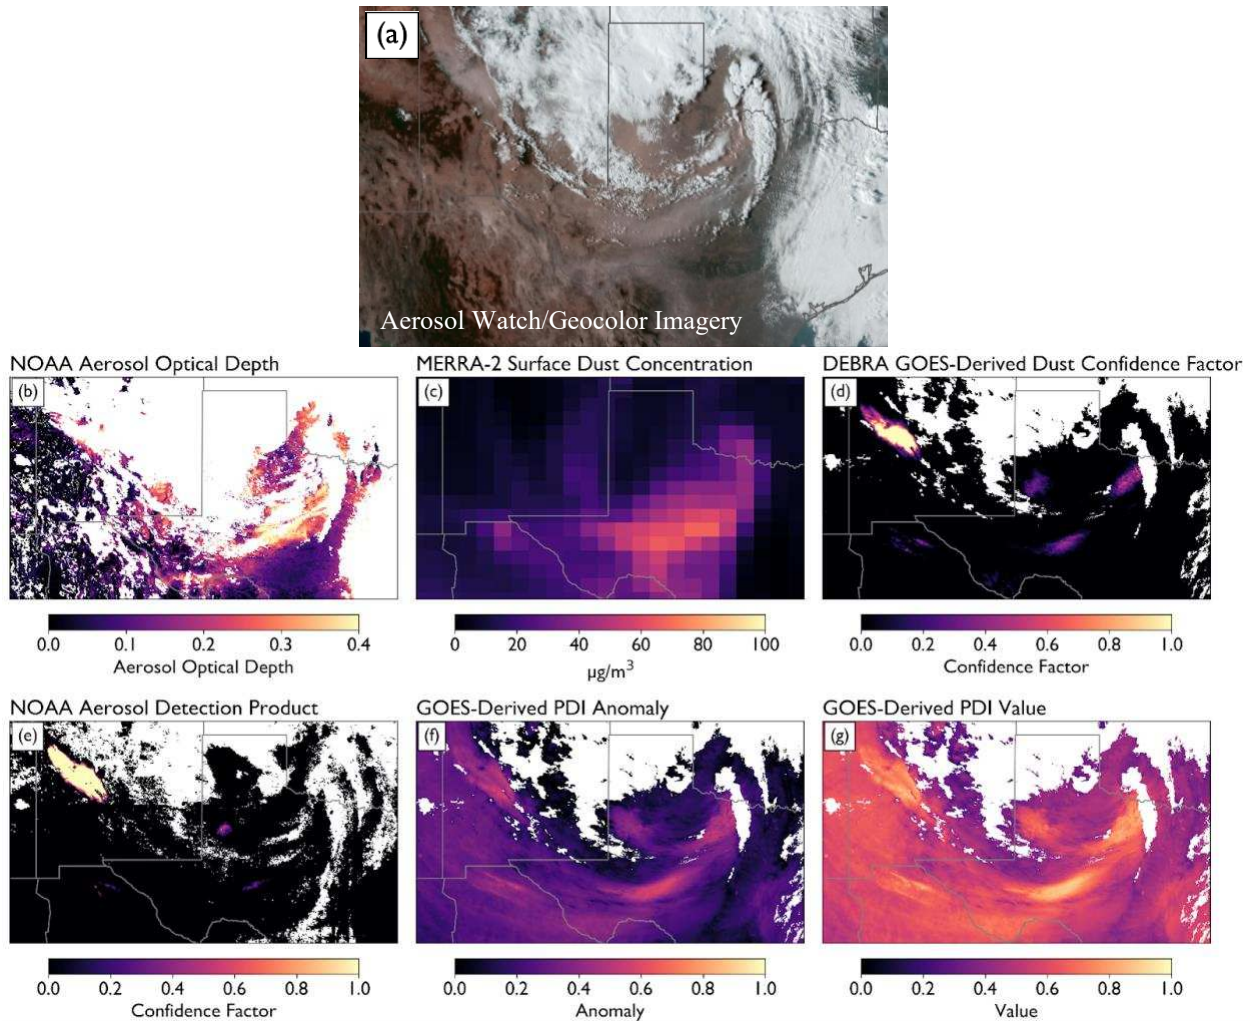 (a)
Aerosol Watch/Geocolor Imagery
NOAA Aerosol Optical Depth
(b)
0.0 0.1 0.2 0.3 0.4
Aerosol Optical Depth
MERRA-2 Surface Dust Concentration
(c)
0 20 40 60 80 100
µg/m³
DEBRA GOES-Derived Dust Confidence Factor
(d)
0.0 0.2 0.4 0.6 0.8 1.0
Confidence Factor
NOAA Aerosol Detection Product
(e)
0.0 0.2 0.4 0.6 0.8 1.0
Confidence Factor
GOES-Derived PDI Anomaly
(f)
0.0 0.2 0.4 0.6 0.8 1.0
Anomaly
GOES-Derived PDI Value
(g)
0.0 0.2 0.4 0.6 0.8 1.0
Value